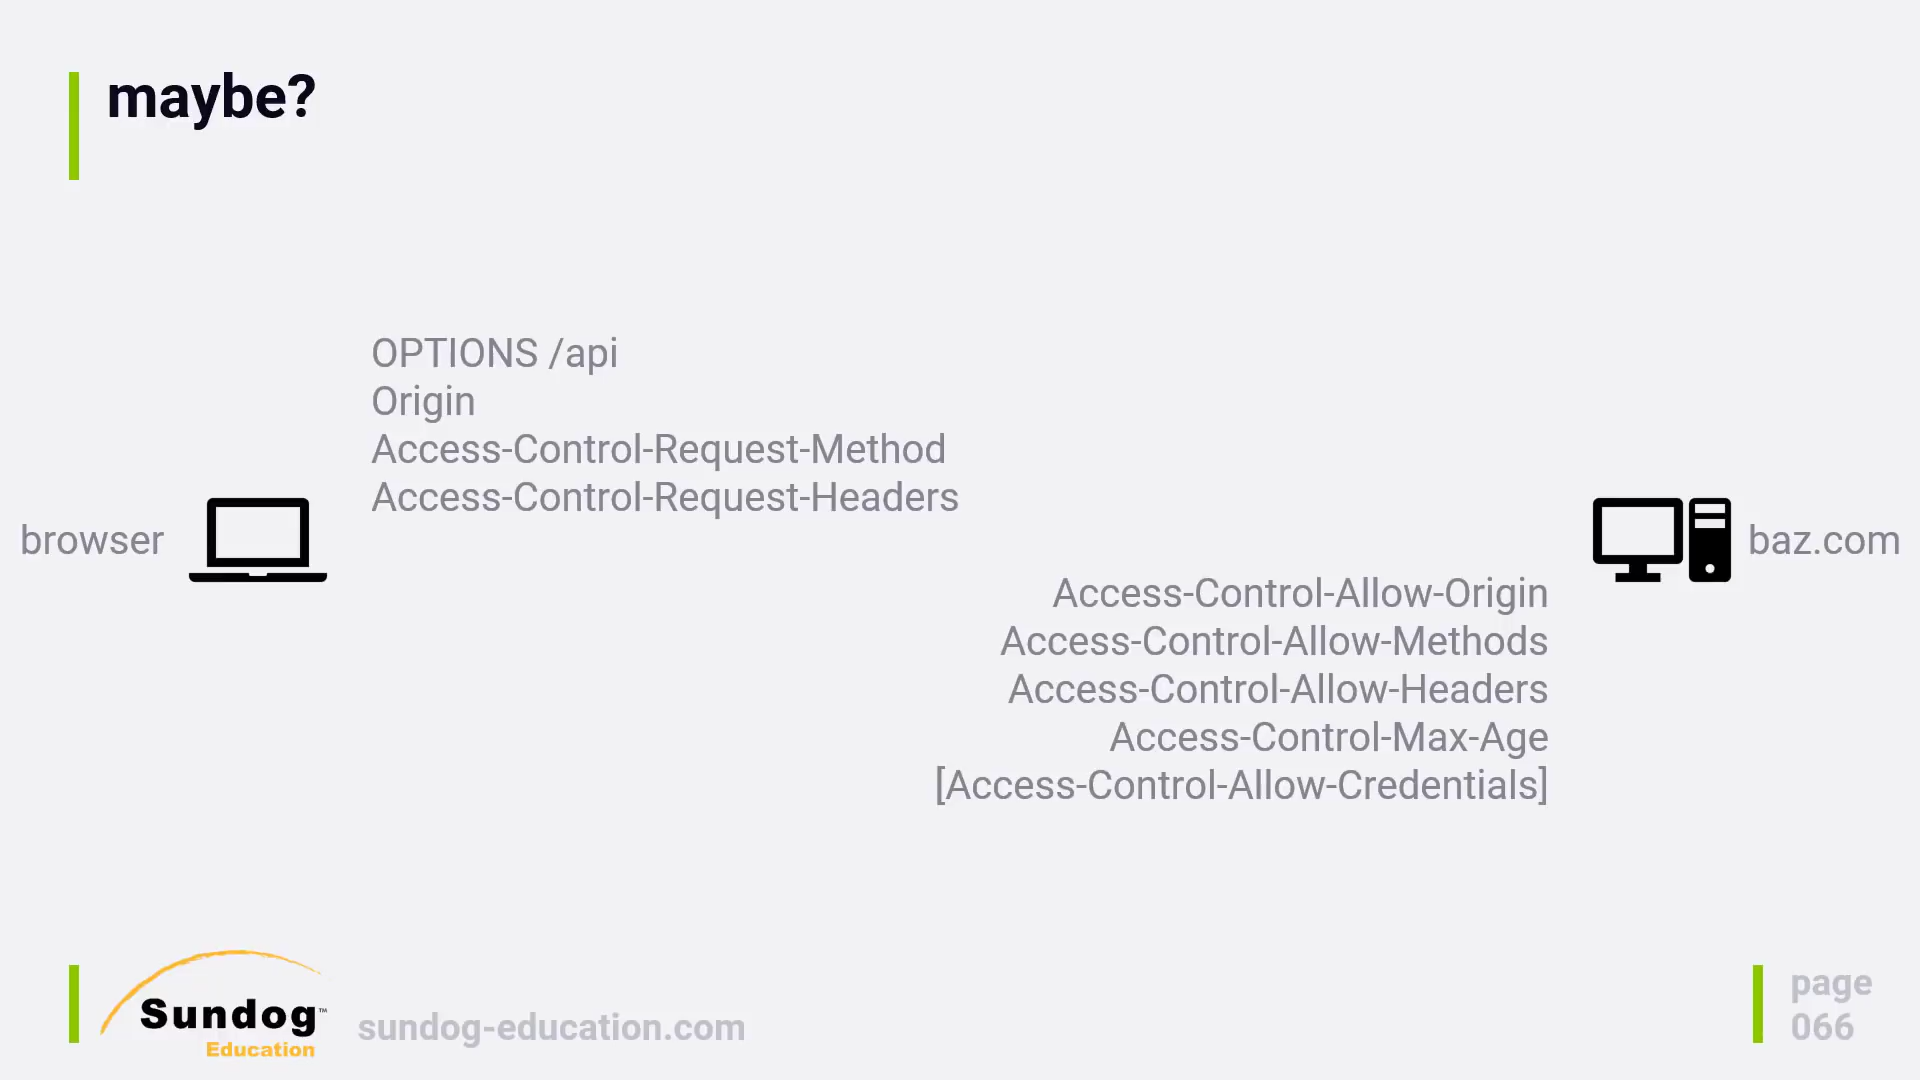 maybe?
OPTIONS /api
Origin
Access-Control-Request-Method
Access-Control-Request-Headers
browser
baz.com
Access-Control-Allow-Origin
Access-Control-Allow-Methods
Access-Control-Allow-Headers
Access-Control-Max-Age
[Access-Control-Allow-Credentials]
Sundog™
Education
sundog-education.com
page
066